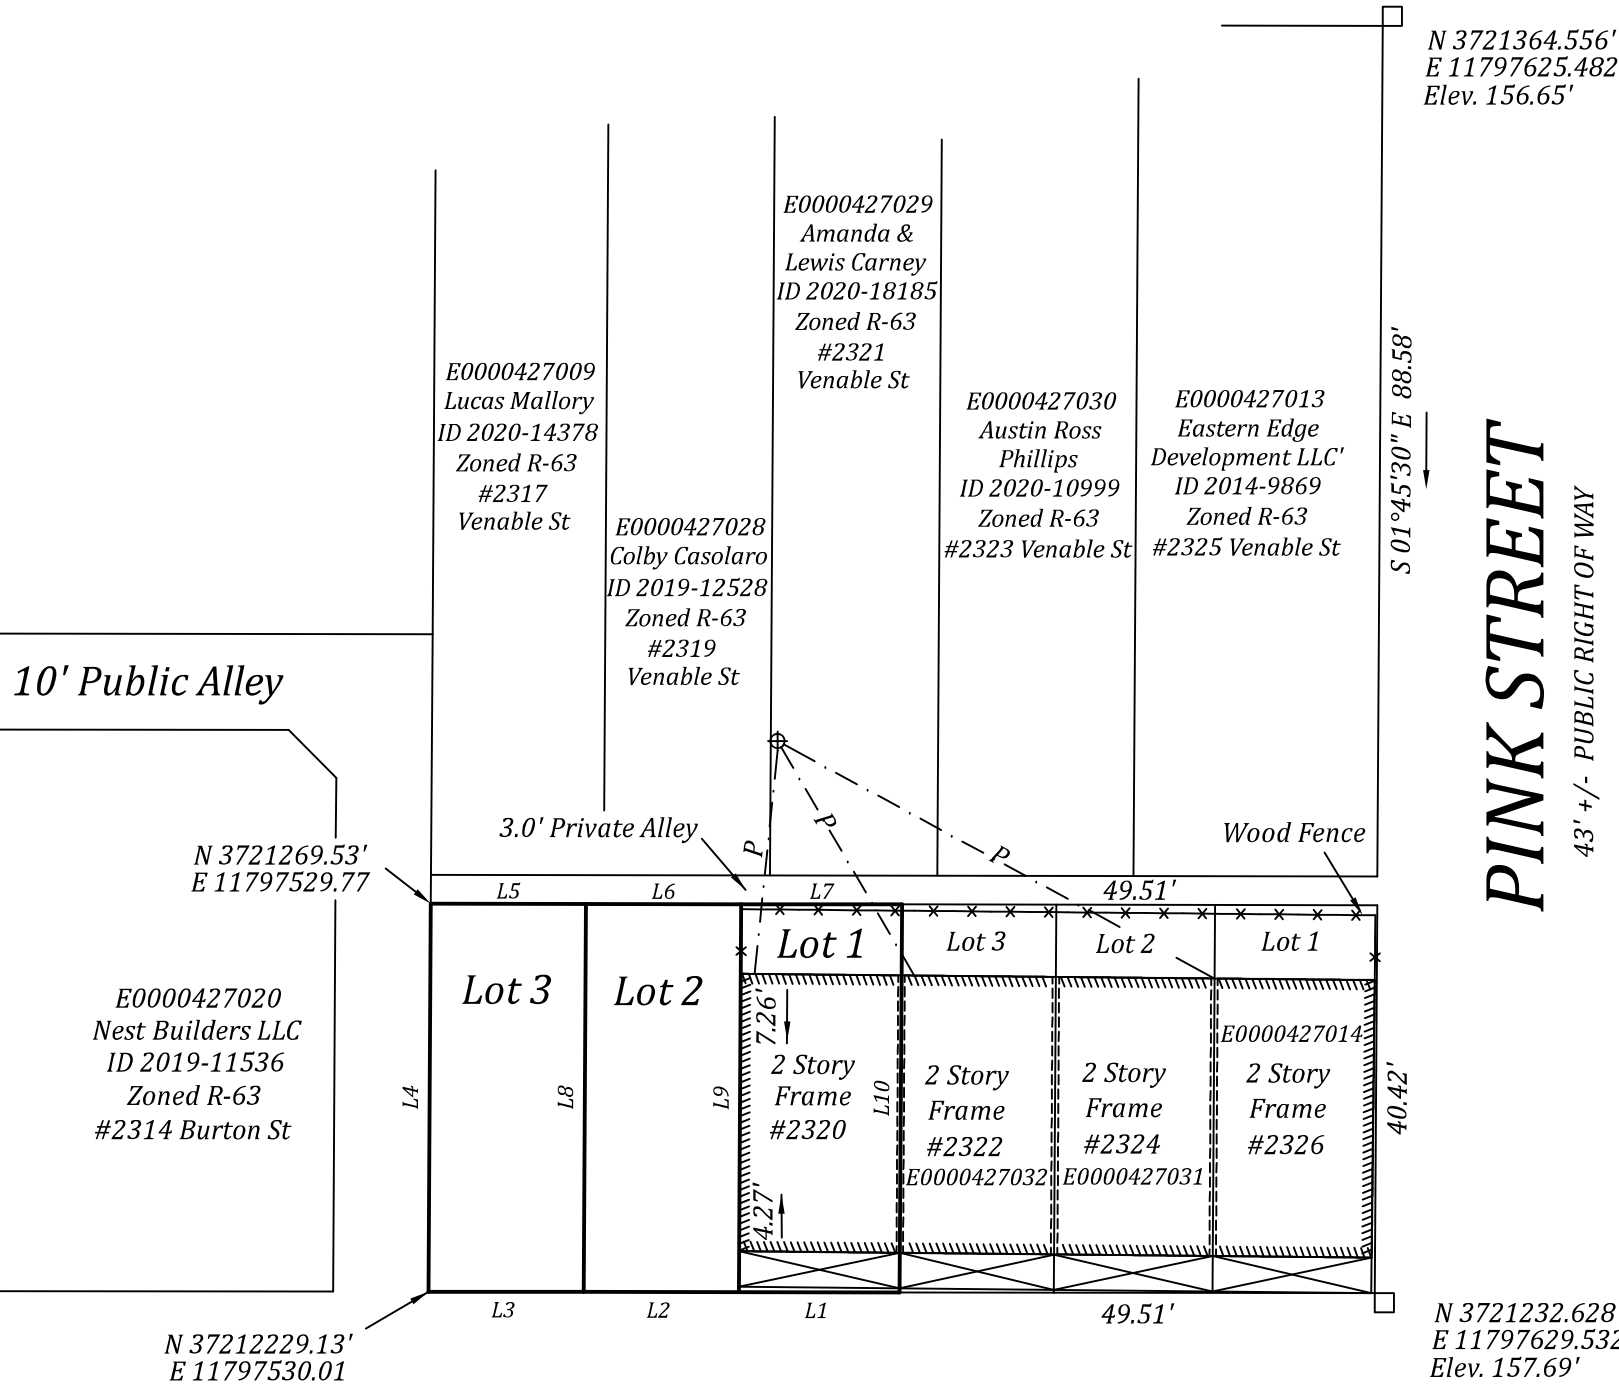 N 3721364.556'
E 11797625.482
Elev. 156.65'
E0000427029
Amanda &
Lewis Carney
ID 2020-18185
Zoned R-63
#2321
Venable St
E0000427009
Lucas Mallory
ID 2020-14378
Zoned R-63
#2317
Venable St
E0000427028
Colby Casolaro
ID 2019-12528
Zoned R-63
#2319
Venable St
E0000427030
Austin Ross
Phillips
ID 2020-10999
Zoned R-63
#2323 Venable St
E0000427013
Eastern Edge
Development LLC'
ID 2014-9869
Zoned R-63
#2325 Venable St
S 01°45'30" E 88.58'
PINK STREET
43' +/- PUBLIC RIGHT OF WAY
10' Public Alley
3.0' Private Alley
P
P
P
Wood Fence
N 3721269.53'
E 11797529.77
L5
L6
L7
49.51'
Lot 3
Lot 2
Lot 1
Lot 3
Lot 2
Lot 1
E0000427020
Nest Builders LLC
ID 2019-11536
Zoned R-63
#2314 Burton St
L4
L8
L9
L10
7.26'
2 Story
Frame
#2320
4.27'
2 Story
Frame
#2322
E0000427032
2 Story
Frame
#2324
E0000427031
E0000427014
2 Story
Frame
#2326
40.42'
L3
L2
L1
49.51'
N 37212229.13'
E 11797530.01
N 3721232.628
E 11797629.532
Elev. 157.69'